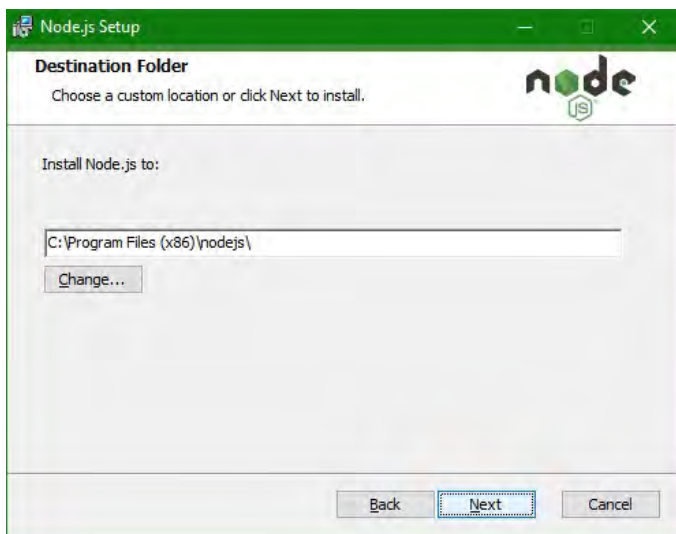 Node.js Setup
Destination Folder
Choose a custom location or click Next to install.
node
JS
Install Node.js to:
C:\Program Files (x86)\nodejs\
Change...
Back Next Cancel